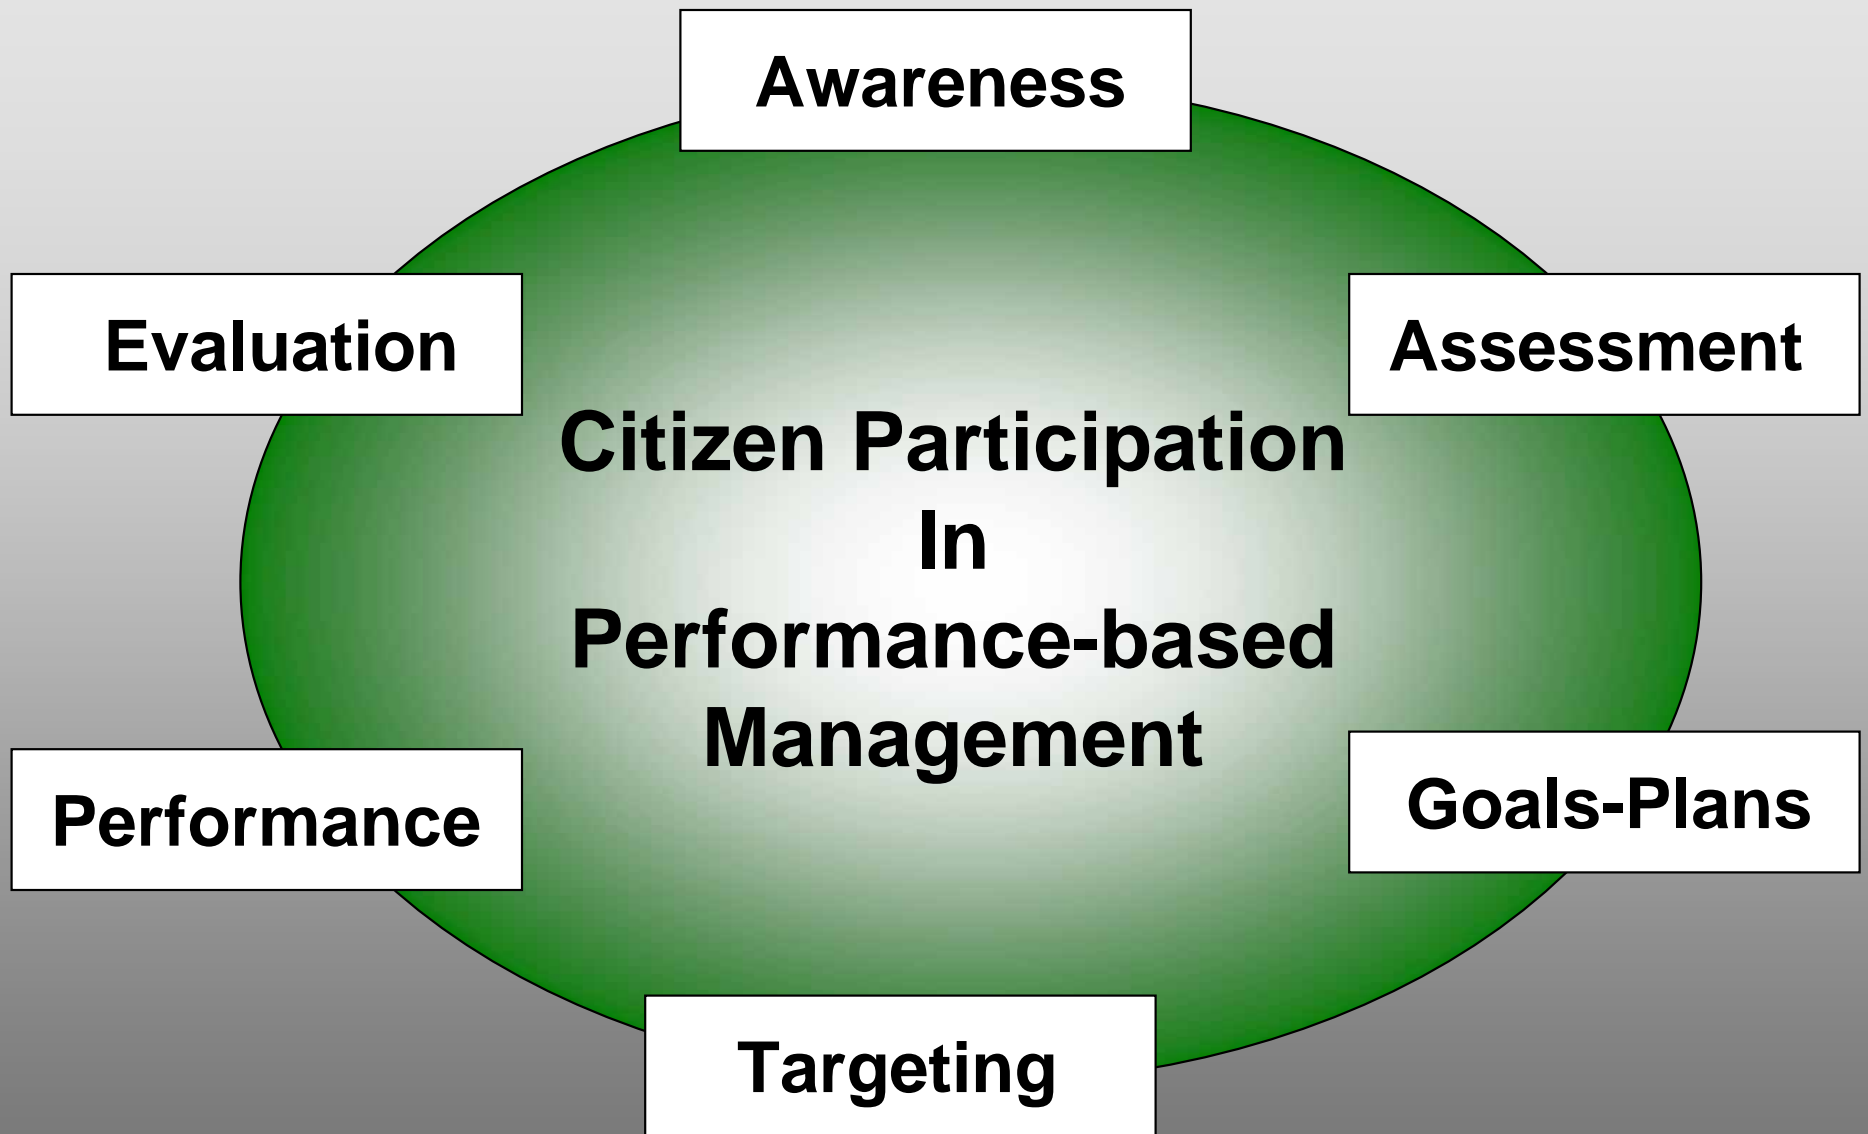 Awareness
Evaluation
Assessment
Citizen Participation
In
Performance-based
Management
Performance
Goals-Plans
Targeting